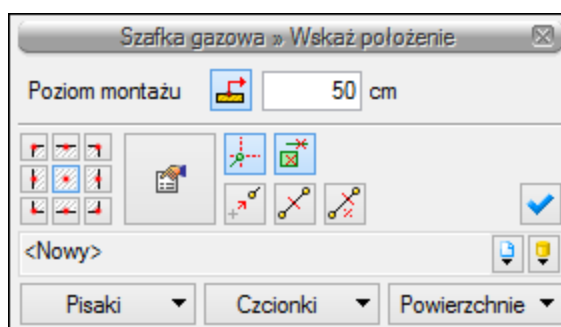 Szafka gazowa » Wskaż położenie
Poziom montażu 50 cm
<Nowy>
Pisaki Czcionki Powierzchnie